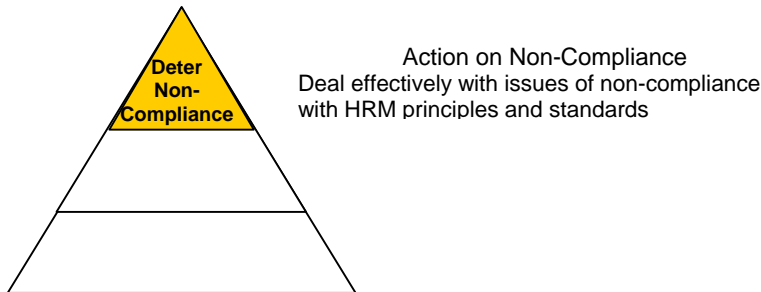 Deter
Non-
Compliance
Action on Non-Compliance
Deal effectively with issues of non-compliance
with HRM principles and standards